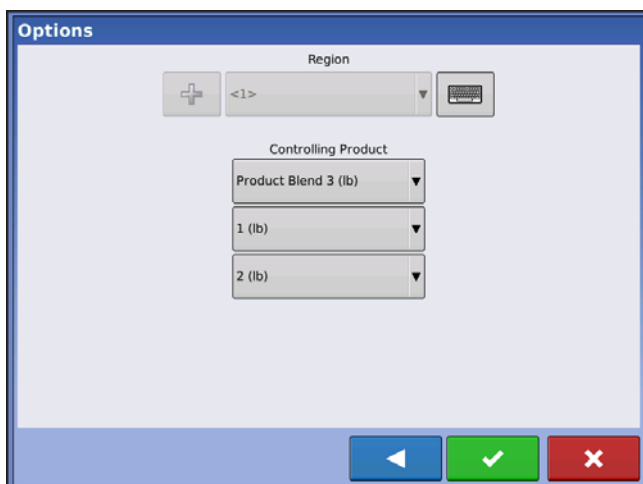 Options
Region
<1>
Controlling Product
Product Blend 3 (lb)
1 (lb)
2 (lb)